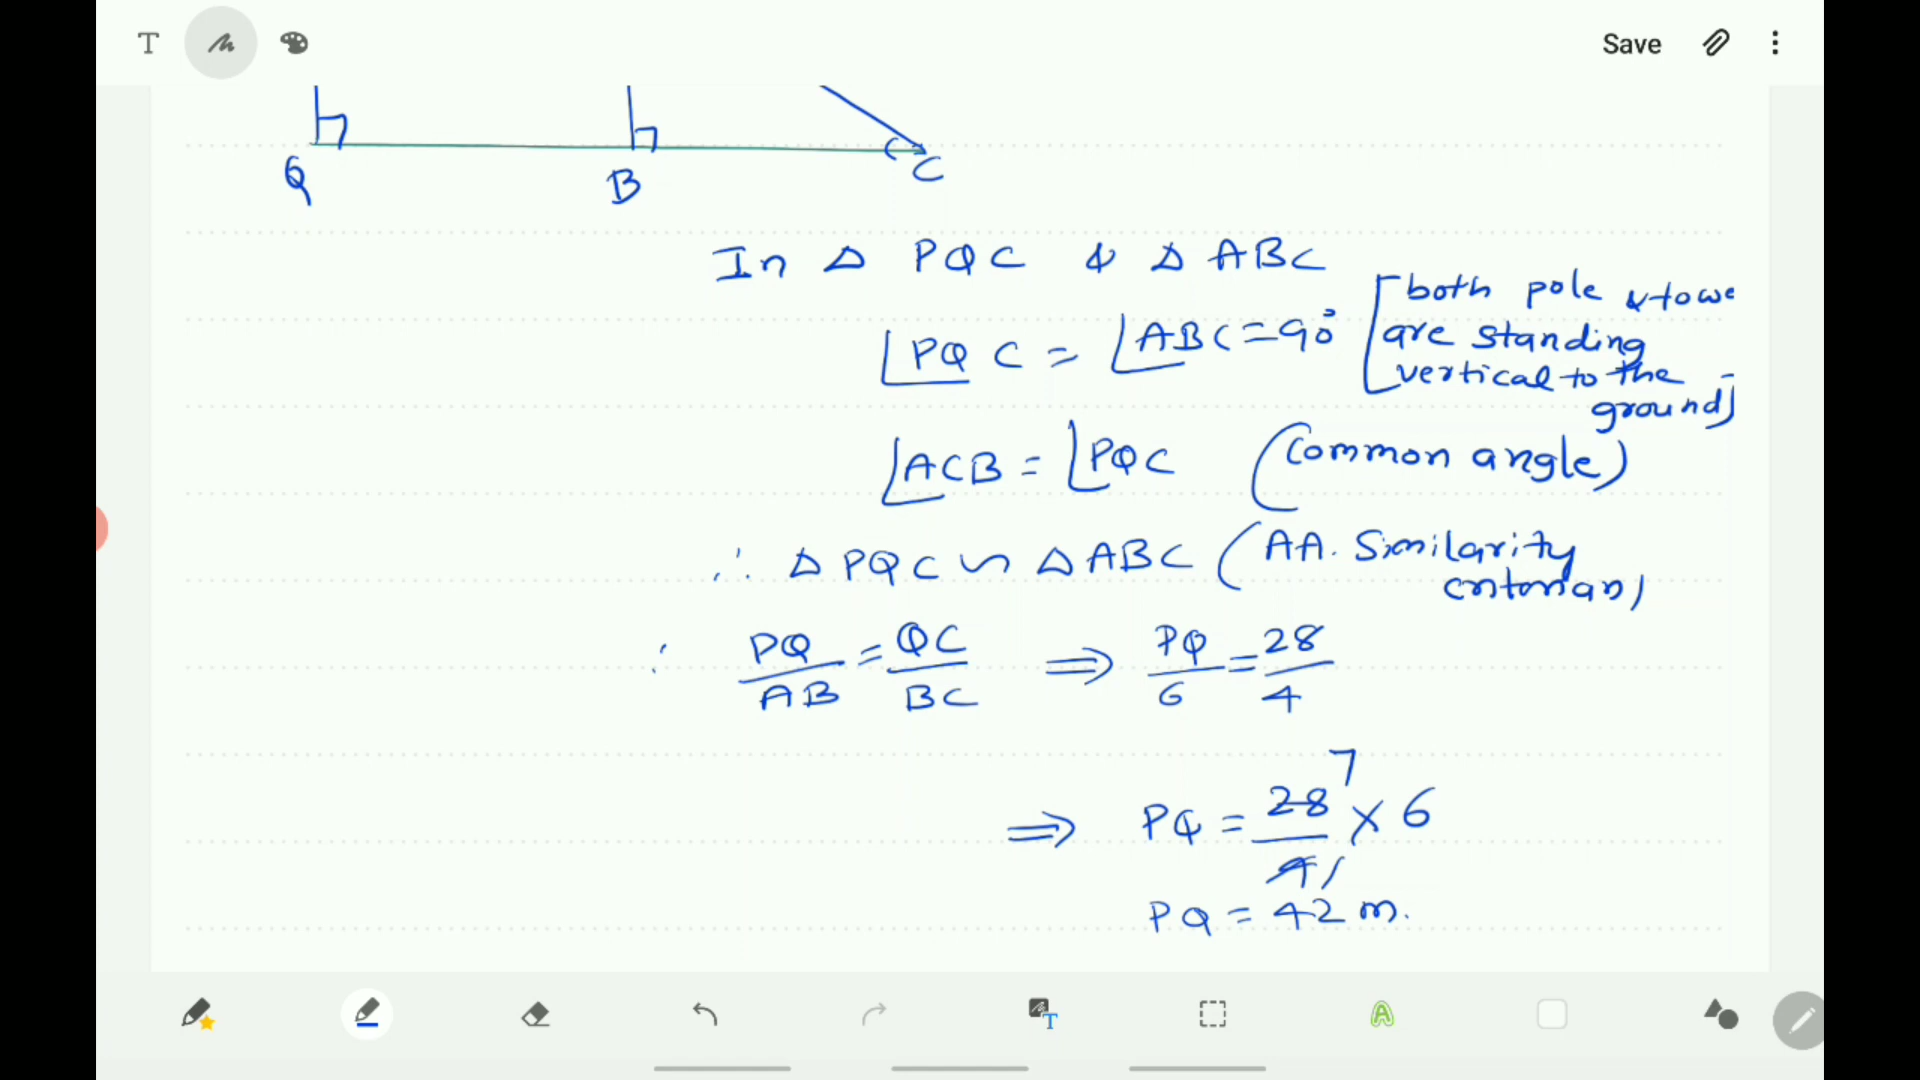 T
Save
Q B C
In Δ PQC & Δ ABC
∠PQC = ∠ABC = 90° [both pole & towe
are standing
vertical to the
ground]
∠ACB = ∠PQC (Common angle)
∴ Δ PQC ∽ Δ ABC (AA. Similarity
∴ PQ/AB = QC/BC ⇒ PQ/6 = 28/4
7
⇒ PQ = 28/4 × 6
1
PQ = 42 m.
T
A